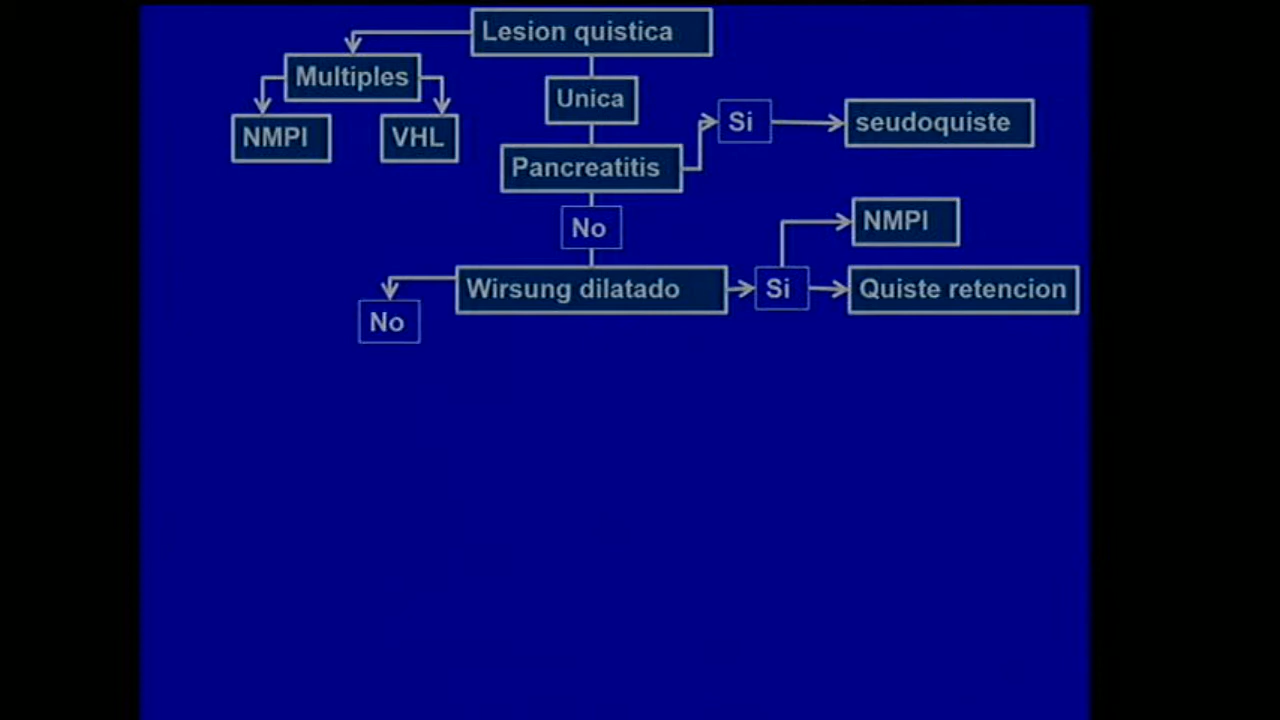 Lesion quistica
Multiples
Unica
NMPI
VHL
Si
seudoquiste
Pancreatitis
No
NMPI
Wirsung dilatado
Si
Quiste retencion
No